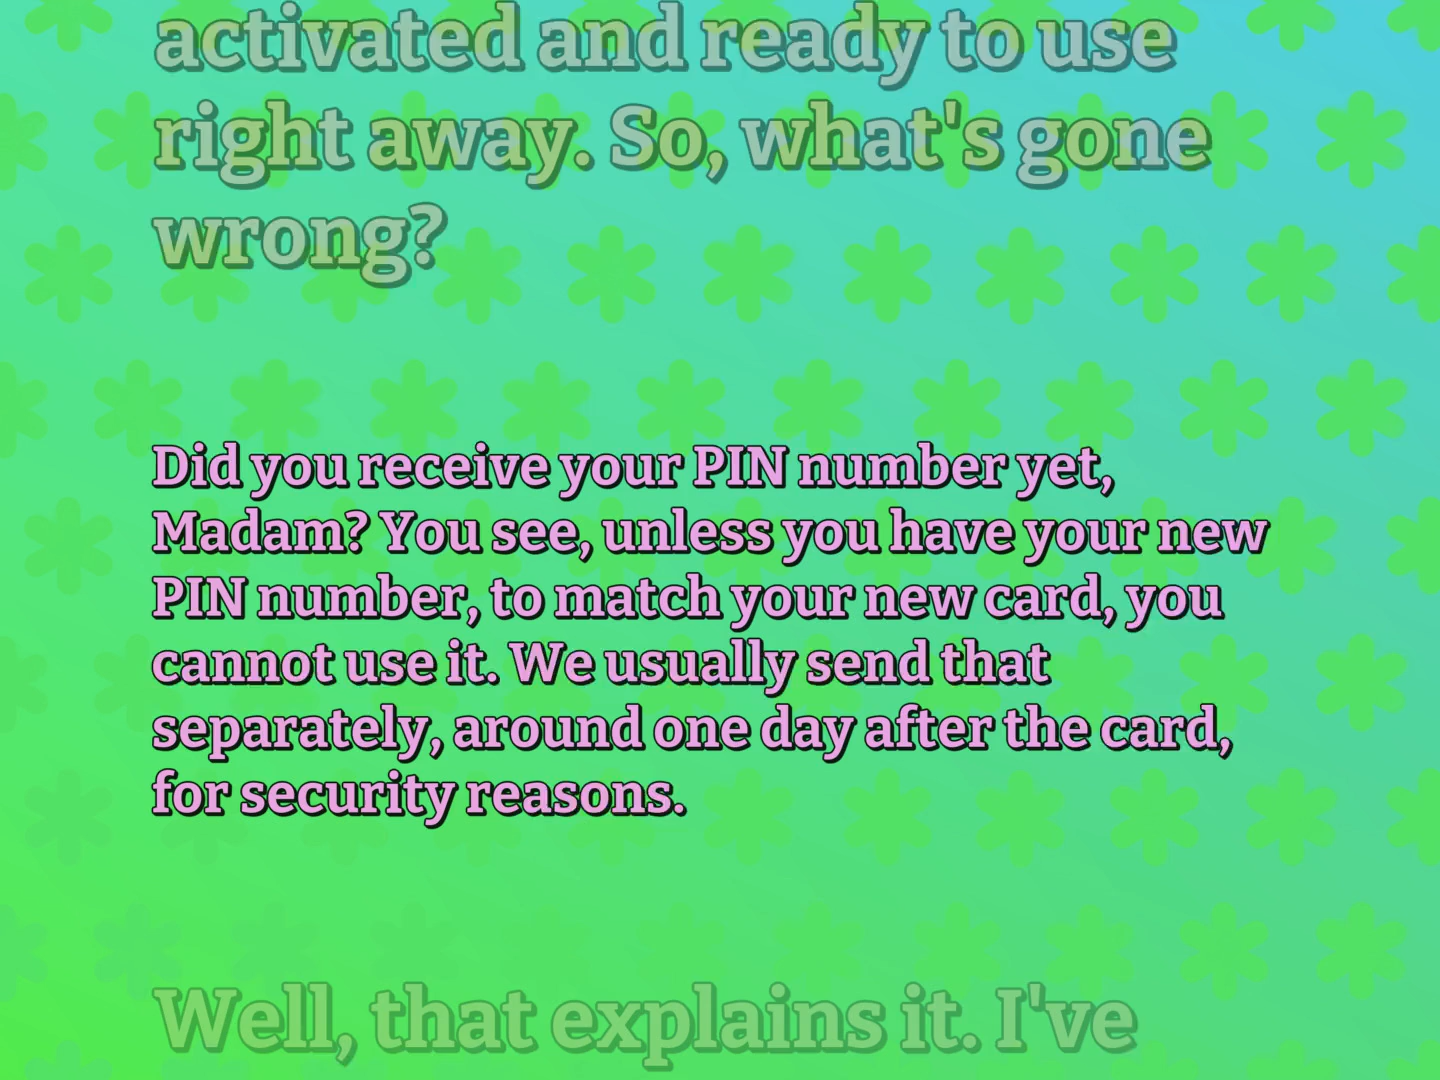 activated and ready to use
right away. So, what's gone
wrong?
Did you receive your PIN number yet,
Madam? You see, unless you have your new
PIN number, to match your new card, you
cannot use it. We usually send that
separately, around one day after the card,
for security reasons.
Well, that explains it. I've